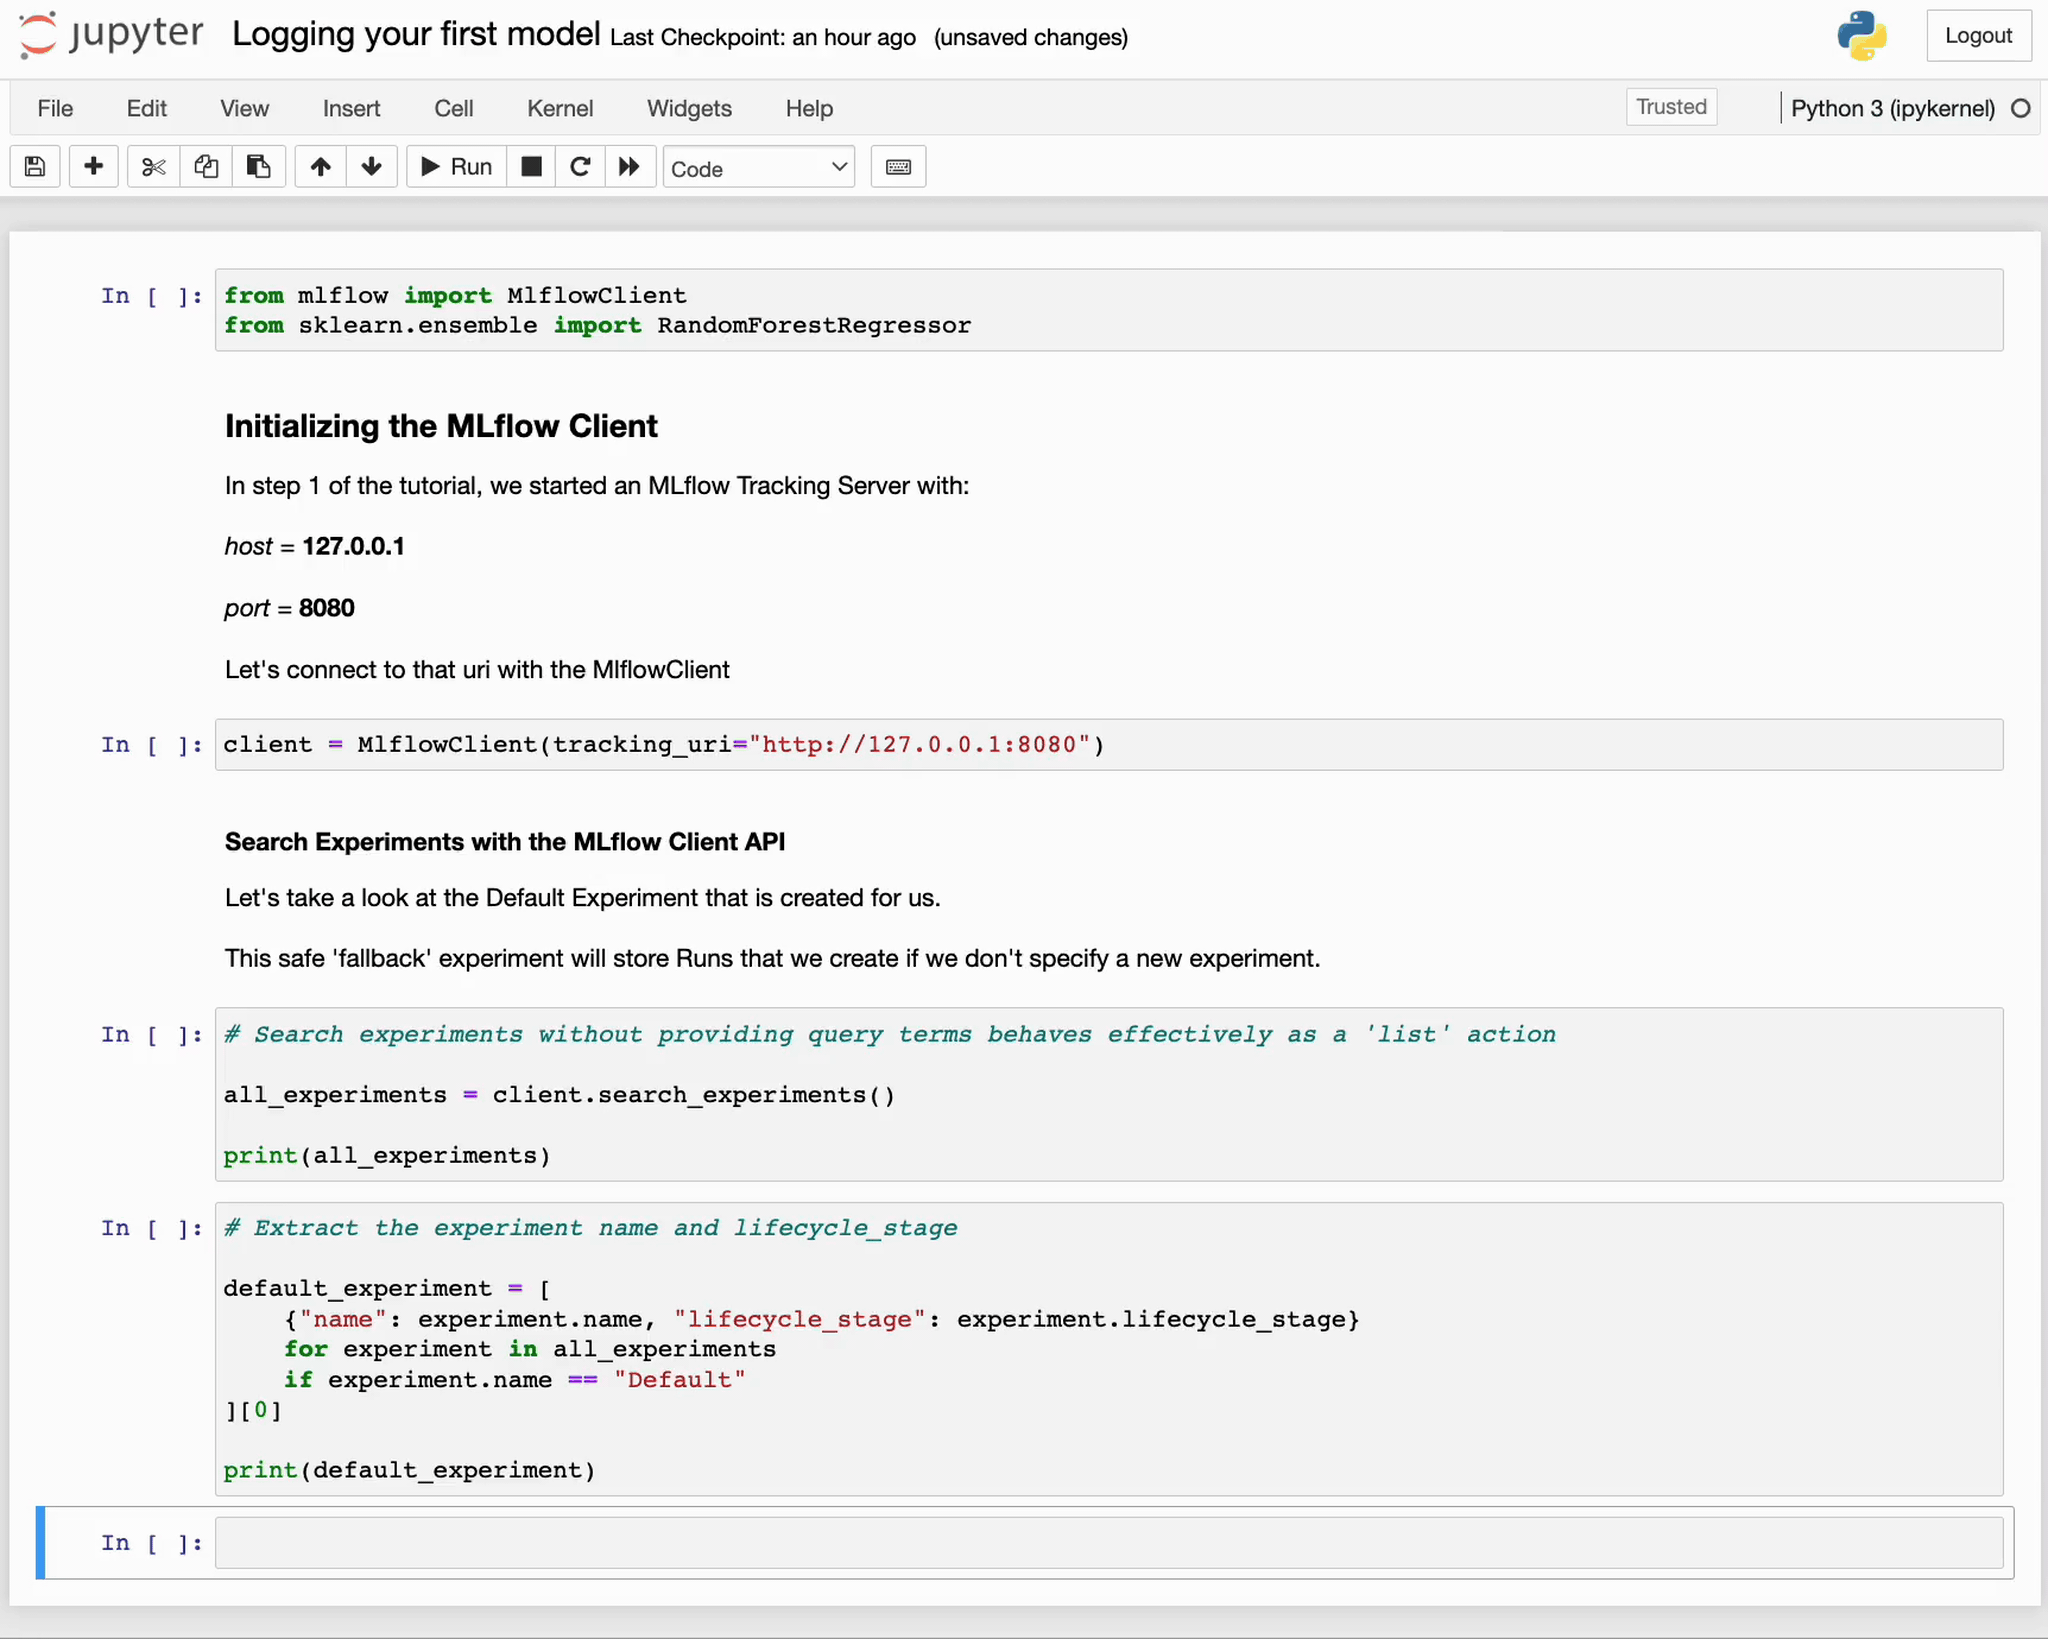 jupyter Logging your first model Last Checkpoint: an hour ago (unsaved changes) Logout
File Edit View Insert Cell Kernel Widgets Help Trusted Python 3 (ipykernel)
Run Code
In [ ]: from mlflow import MlflowClient
from sklearn.ensemble import RandomForestRegressor
Initializing the MLflow Client
In step 1 of the tutorial, we started an MLflow Tracking Server with:
host = 127.0.0.1
port = 8080
Let's connect to that uri with the MlflowClient
In [ ]: client = MlflowClient(tracking_uri="http://127.0.0.1:8080")
Search Experiments with the MLflow Client API
Let's take a look at the Default Experiment that is created for us.
This safe 'fallback' experiment will store Runs that we create if we don't specify a new experiment.
In [ ]: # Search experiments without providing query terms behaves effectively as a 'list' action
all_experiments = client.search_experiments()
print(all_experiments)
In [ ]: # Extract the experiment name and lifecycle_stage
default_experiment = [
    {"name": experiment.name, "lifecycle_stage": experiment.lifecycle_stage}
    for experiment in all_experiments
    if experiment.name == "Default"
][0]
print(default_experiment)
In [ ]: